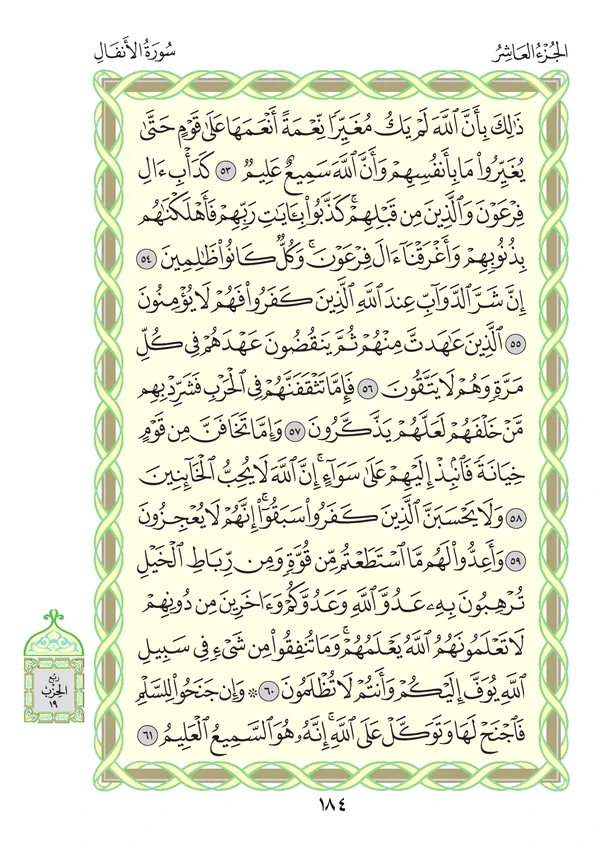 الجُزْءُ العَاشِرُ
سُورَةُ الأَنفَالِ
ذَٰلِكَ بِأَنَّ ٱللَّهَ لَمۡ يَكُ مُغَيِّرٗا نِّعۡمَةً أَنۡعَمَهَا عَلَىٰ قَوۡمٍ حَتَّىٰ
يُغَيِّرُواْ مَا بِأَنفُسِهِمۡ وَأَنَّ ٱللَّهَ سَمِيعٌ عَلِيمٞ ٥٣ كَدَأۡبِ ءَالِ
فِرۡعَوۡنَ وَٱلَّذِينَ مِن قَبۡلِهِمۡۚ كَذَّبُواْ بِـَٔايَٰتِ رَبِّهِمۡ فَأَهۡلَكۡنَٰهُم
بِذُنُوبِهِمۡ وَأَغۡرَقۡنَآ ءَالَ فِرۡعَوۡنَۚ وَكُلّٞ كَانُواْ ظَٰلِمِينَ ٥٤
إِنَّ شَرَّ ٱلدَّوَآبِّ عِندَ ٱللَّهِ ٱلَّذِينَ كَفَرُواْ فَهُمۡ لَا يُؤۡمِنُونَ
٥٥ ٱلَّذِينَ عَٰهَدتَّ مِنۡهُمۡ ثُمَّ يَنقُضُونَ عَهۡدَهُمۡ فِي كُلِّ
مَرَّةٖ وَهُمۡ لَا يَتَّقُونَ ٥٦ فَإِمَّا تَثۡقَفَنَّهُمۡ فِي ٱلۡحَرۡبِ فَشَرِّدۡ بِهِم
مَّنۡ خَلۡفَهُمۡ لَعَلَّهُمۡ يَذَّكَّرُونَ ٥٧ وَإِمَّا تَخَافَنَّ مِن قَوۡمٍ
خِيَانَةٗ فَٱنۢبِذۡ إِلَيۡهِمۡ عَلَىٰ سَوَآءٍۚ إِنَّ ٱللَّهَ لَا يُحِبُّ ٱلۡخَآئِنِينَ
٥٨ وَلَا يَحۡسَبَنَّ ٱلَّذِينَ كَفَرُواْ سَبَقُوٓاْۚ إِنَّهُمۡ لَا يُعۡجِزُونَ
٥٩ وَأَعِدُّواْ لَهُم مَّا ٱسۡتَطَعۡتُم مِّن قُوَّةٖ وَمِن رِّبَاطِ ٱلۡخَيۡلِ
تُرۡهِبُونَ بِهِۦ عَدُوَّ ٱللَّهِ وَعَدُوَّكُمۡ وَءَاخَرِينَ مِن دُونِهِمۡ
لَا تَعۡلَمُونَهُمُ ٱللَّهُ يَعۡلَمُهُمۡۚ وَمَا تُنفِقُواْ مِن شَيۡءٖ فِي سَبِيلِ
ٱللَّهِ يُوَفَّ إِلَيۡكُمۡ وَأَنتُمۡ لَا تُظۡلَمُونَ ٦٠ ۞ وَإِن جَنَحُواْ لِلسَّلۡمِ
فَٱجۡنَحۡ لَهَا وَتَوَكَّلۡ عَلَى ٱللَّهِۚ إِنَّهُۥ هُوَ ٱلسَّمِيعُ ٱلۡعَلِيمُ ٦١
ربع
الحِزْب
١٩
١٨٤